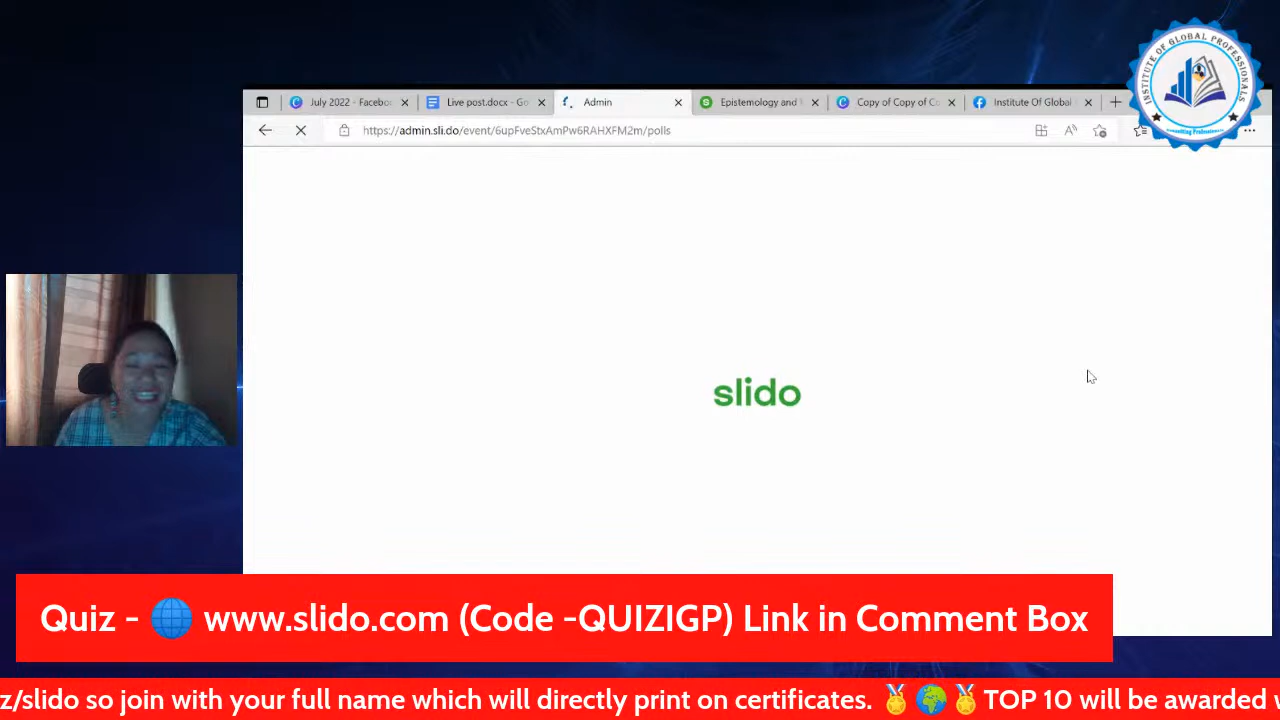 INSTITUTE OF GLOBAL PROFESSIONALS
July 2022 - Faceboo
Live post.docx - Go
Admin
Epistemology and
Copy of Copy of C
Institute Of Global
https://admin.sli.do/event/6upFveStxAmPw6RAHXFM2m/polls
slido
Quiz - 🌐 www.slido.com (Code -QUIZIGP) Link in Comment Box
z/slido so join with your full name which will directly print on certificates. 🏅🌍🏅 TOP 10 will be awarded